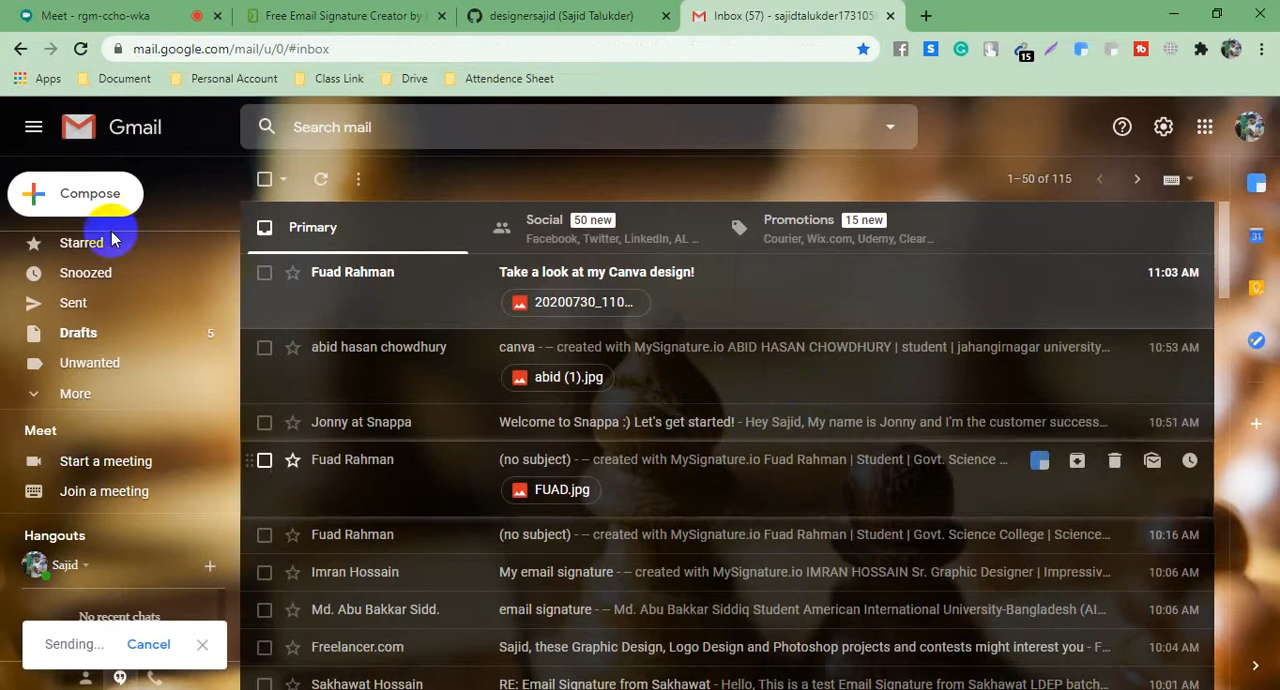 Meet - rgm-ccho-wka
Free Email Signature Creator by
designersajid (Sajid Talukder)
Inbox (57) - sajidtalukder17310
mail.google.com/mail/u/0/#inbox
15
Apps Document Personal Account Class Link Drive Attendence Sheet
Gmail
Search mail
Compose
1–50 of 115
Starred
Snoozed
Sent
Drafts 5
Unwanted
More
Meet
Start a meeting
Join a meeting
Hangouts
Sajid
No recent chats
Sending... Cancel
Primary
Social 50 new
Facebook, Twitter, LinkedIn, AL ...
Promotions 15 new
Courier, Wix.com, Udemy, Clear...
Fuad Rahman Take a look at my Canva design! 11:03 AM
20200730_110...
abid hasan chowdhury canva - -- created with MySignature.io ABID HASAN CHOWDHURY | student | jahangirnagar university... 10:53 AM
abid (1).jpg
Jonny at Snappa Welcome to Snappa :) Let's get started! - Hey Sajid, My name is Jonny and I'm the customer success... 10:51 AM
Fuad Rahman (no subject) - -- created with MySignature.io Fuad Rahman | Student | Govt. Science ...
FUAD.jpg
Fuad Rahman (no subject) - -- created with MySignature.io Fuad Rahman | Student | Govt. Science College | Science... 10:16 AM
Imran Hossain My email signature - -- created with MySignature.io IMRAN HOSSAIN Sr. Graphic Designer | Impressiv... 10:06 AM
Md. Abu Bakkar Sidd. email signature - -- Md. Abu Bakkar Siddiq Student American International University-Bangladesh (AI... 10:06 AM
Freelancer.com Sajid, these Graphic Design, Logo Design and Photoshop projects and contests might interest you - F... 10:04 AM
Sakhawat Hossain RE: Email Signature from Sakhawat - Hello, This is a test Email Signature from Sakhawat LDEP batch... 10:01 AM